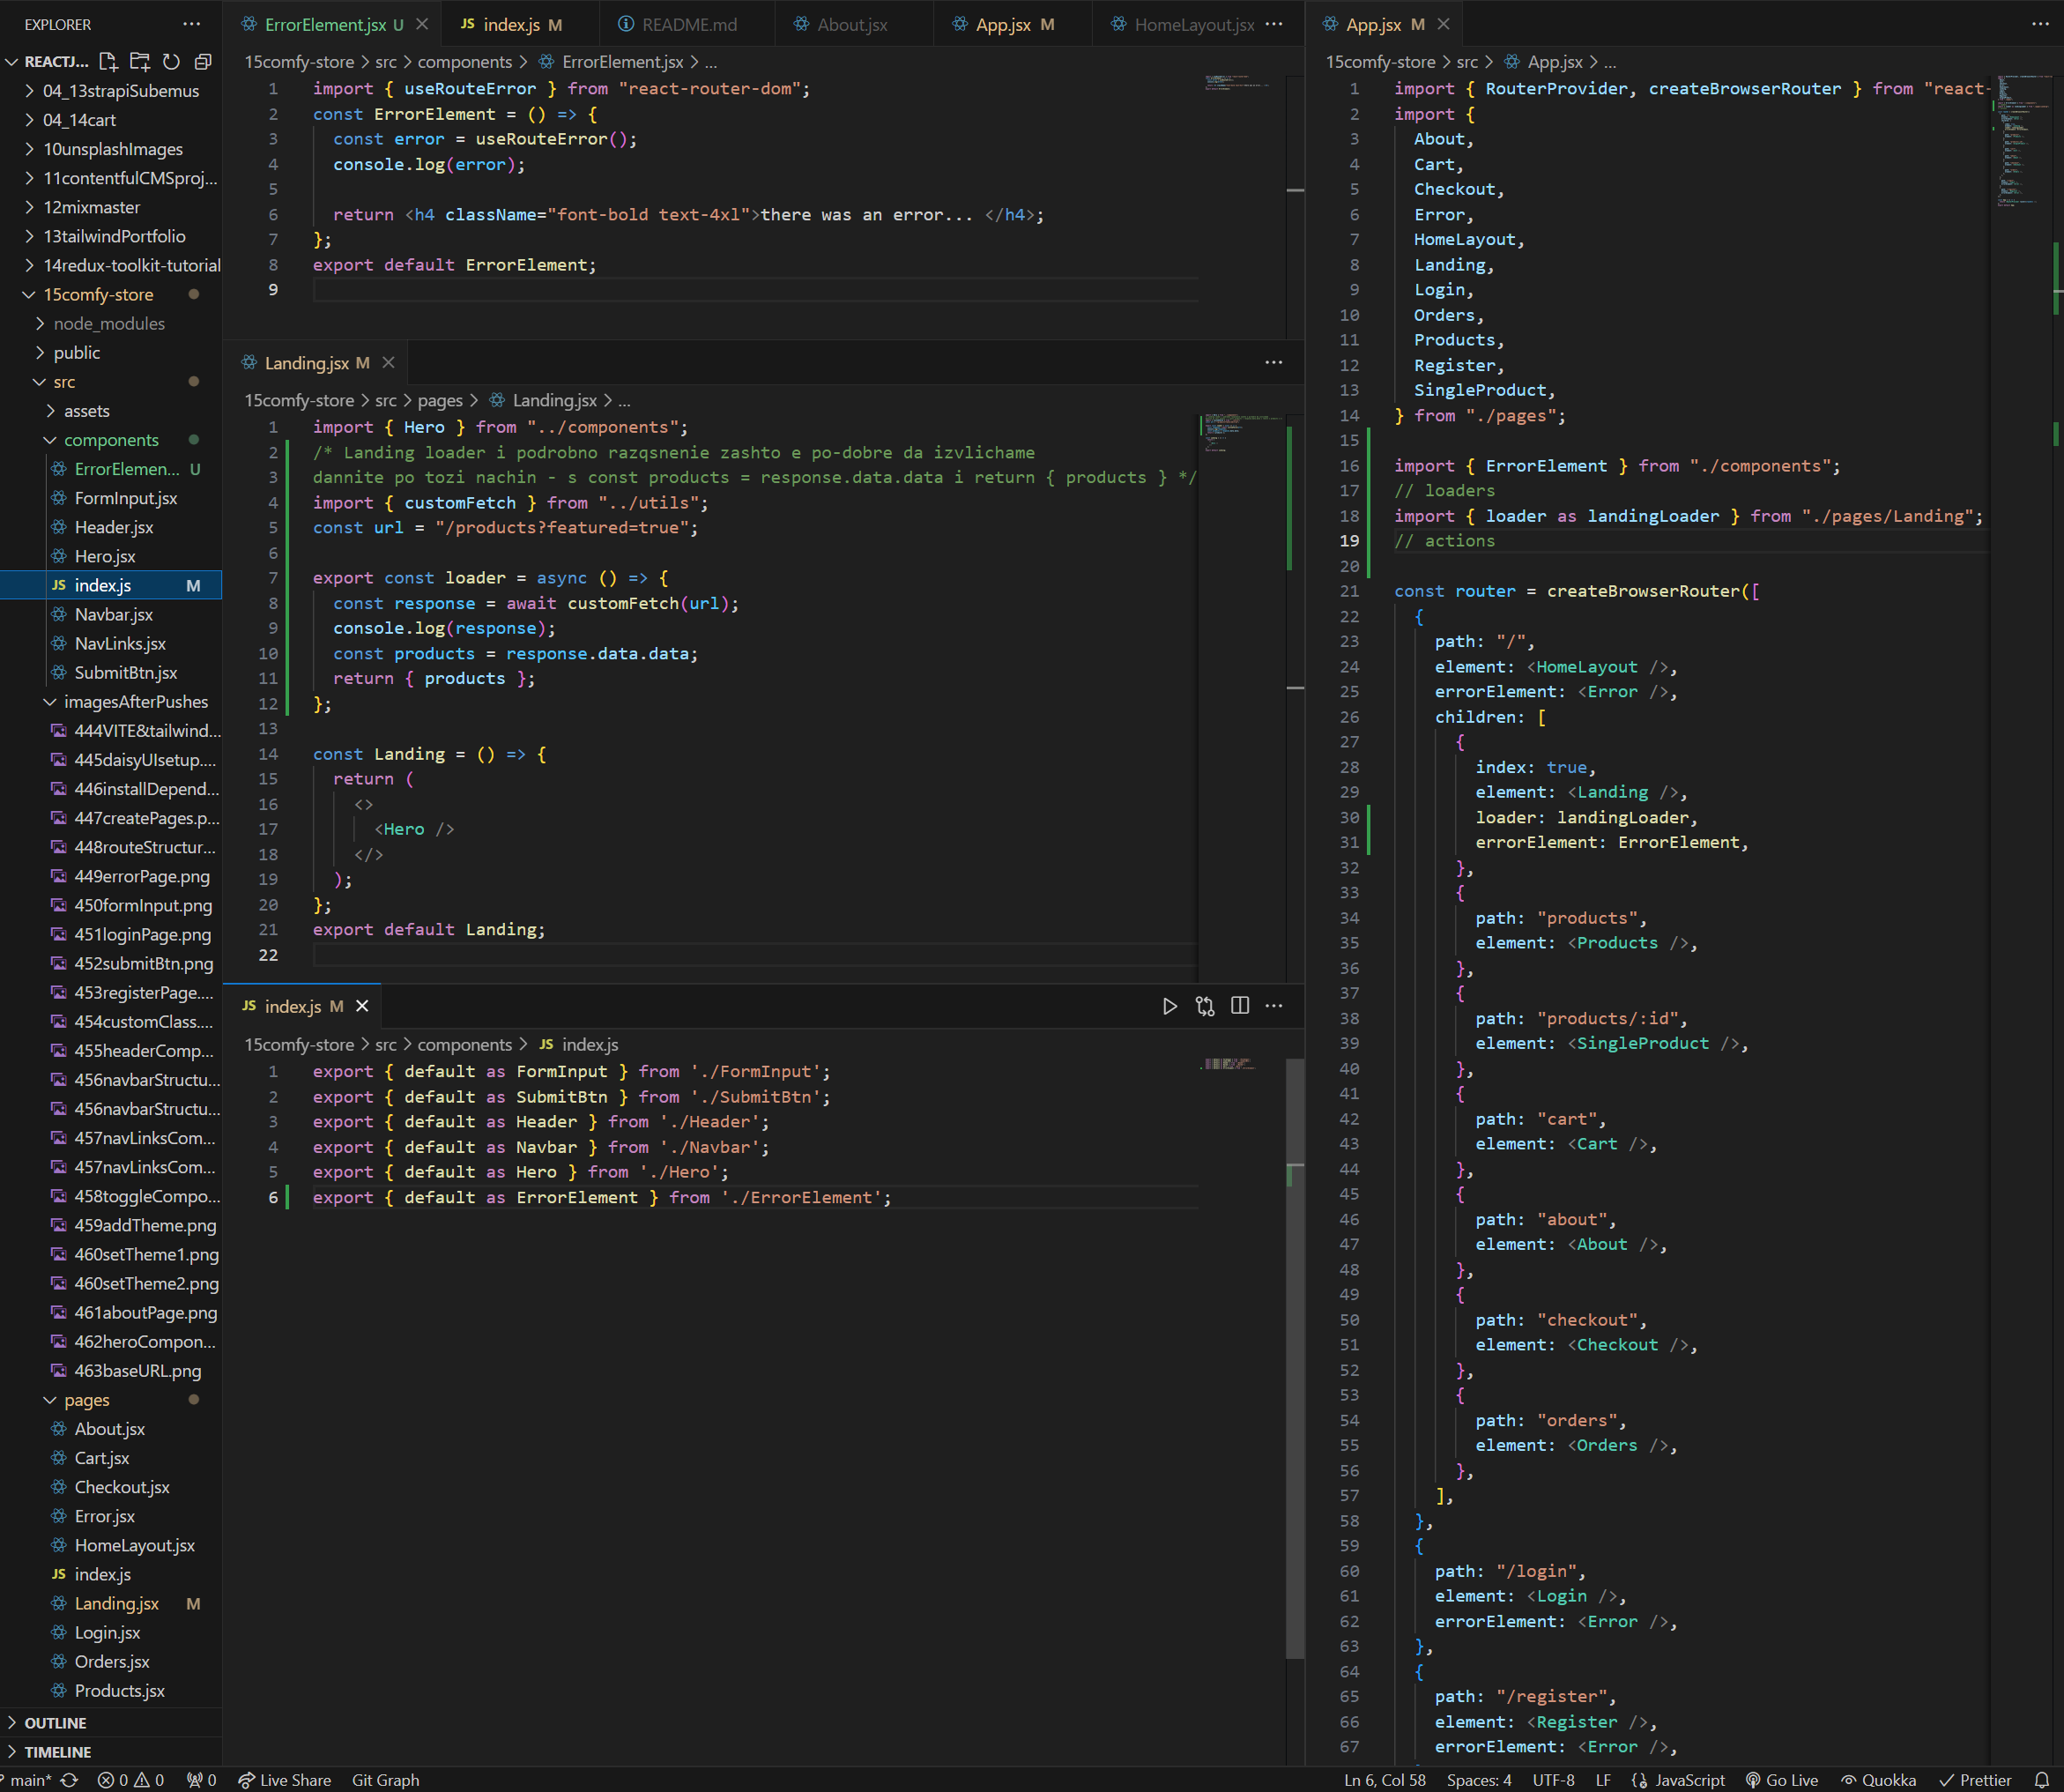 EXPLORER
REACTJ...
04_13strapiSubemus
04_14cart
10unsplashImages
11contentfulCMSproj...
12mixmaster
13tailwindPortfolio
14redux-toolkit-tutorial
15comfy-store
node_modules
public
src
assets
components
ErrorElemen... U
FormInput.jsx
Header.jsx
Hero.jsx
JS index.js M
Navbar.jsx
NavLinks.jsx
SubmitBtn.jsx
imagesAfterPushes
444VITE&tailwind...
445daisyUIsetup....
446installDepend...
447createPages.p...
448routeStructur...
449errorPage.png
450formInput.png
451loginPage.png
452submitBtn.png
453registerPage....
454customClass....
455headerComp...
456navbarStructu...
456navbarStructu...
457navLinksCom...
457navLinksCom...
458toggleCompo...
459addTheme.png
460setTheme1.png
460setTheme2.png
461aboutPage.png
462heroCompon...
463baseURL.png
pages
About.jsx
Cart.jsx
Checkout.jsx
Error.jsx
HomeLayout.jsx
JS index.js
Landing.jsx M
Login.jsx
Orders.jsx
Products.jsx
OUTLINE
TIMELINE
ErrorElement.jsx U JS index.js M README.md About.jsx App.jsx M HomeLayout.jsx ...
15comfy-store > src > components > ErrorElement.jsx > ...
1 import { useRouteError } from "react-router-dom";
2 const ErrorElement = () => {
3 const error = useRouteError();
4 console.log(error);
5
6 return <h4 className="font-bold text-4xl">there was an error... </h4>;
7 };
8 export default ErrorElement;
9
Landing.jsx M
15comfy-store > src > pages > Landing.jsx > ...
1 import { Hero } from "../components";
2 /* Landing loader i podrobno razqsnenie zashto e po-dobre da izvlichame
3 dannite po tozi nachin - s const products = response.data.data i return { products } */
4 import { customFetch } from "../utils";
5 const url = "/products?featured=true";
6
7 export const loader = async () => {
8 const response = await customFetch(url);
9 console.log(response);
10 const products = response.data.data;
11 return { products };
12 };
13
14 const Landing = () => {
15 return (
16 <>
17 <Hero />
18 </>
19 );
20 };
21 export default Landing;
22
JS index.js M
15comfy-store > src > components > JS index.js
1 export { default as FormInput } from './FormInput';
2 export { default as SubmitBtn } from './SubmitBtn';
3 export { default as Header } from './Header';
4 export { default as Navbar } from './Navbar';
5 export { default as Hero } from './Hero';
6 export { default as ErrorElement } from './ErrorElement';
App.jsx M
15comfy-store > src > App.jsx > ...
1 import { RouterProvider, createBrowserRouter } from "react-
2 import {
3 About,
4 Cart,
5 Checkout,
6 Error,
7 HomeLayout,
8 Landing,
9 Login,
10 Orders,
11 Products,
12 Register,
13 SingleProduct,
14 } from "./pages";
15
16 import { ErrorElement } from "./components";
17 // loaders
18 import { loader as landingLoader } from "./pages/Landing";
19 // actions
20
21 const router = createBrowserRouter([
22 {
23 path: "/",
24 element: <HomeLayout />,
25 errorElement: <Error />,
26 children: [
27 {
28 index: true,
29 element: <Landing />,
30 loader: landingLoader,
31 errorElement: ErrorElement,
32 },
33 {
34 path: "products",
35 element: <Products />,
36 },
37 {
38 path: "products/:id",
39 element: <SingleProduct />,
40 },
41 {
42 path: "cart",
43 element: <Cart />,
44 },
45 {
46 path: "about",
47 element: <About />,
48 },
49 {
50 path: "checkout",
51 element: <Checkout />,
52 },
53 {
54 path: "orders",
55 element: <Orders />,
56 },
57 ],
58 },
59 {
60 path: "/login",
61 element: <Login />,
62 errorElement: <Error />,
63 },
64 {
65 path: "/register",
66 element: <Register />,
67 errorElement: <Error />,
main* 0 0 0 Live Share Git Graph Ln 6, Col 58 Spaces: 4 UTF-8 LF JavaScript Go Live Quokka Prettier